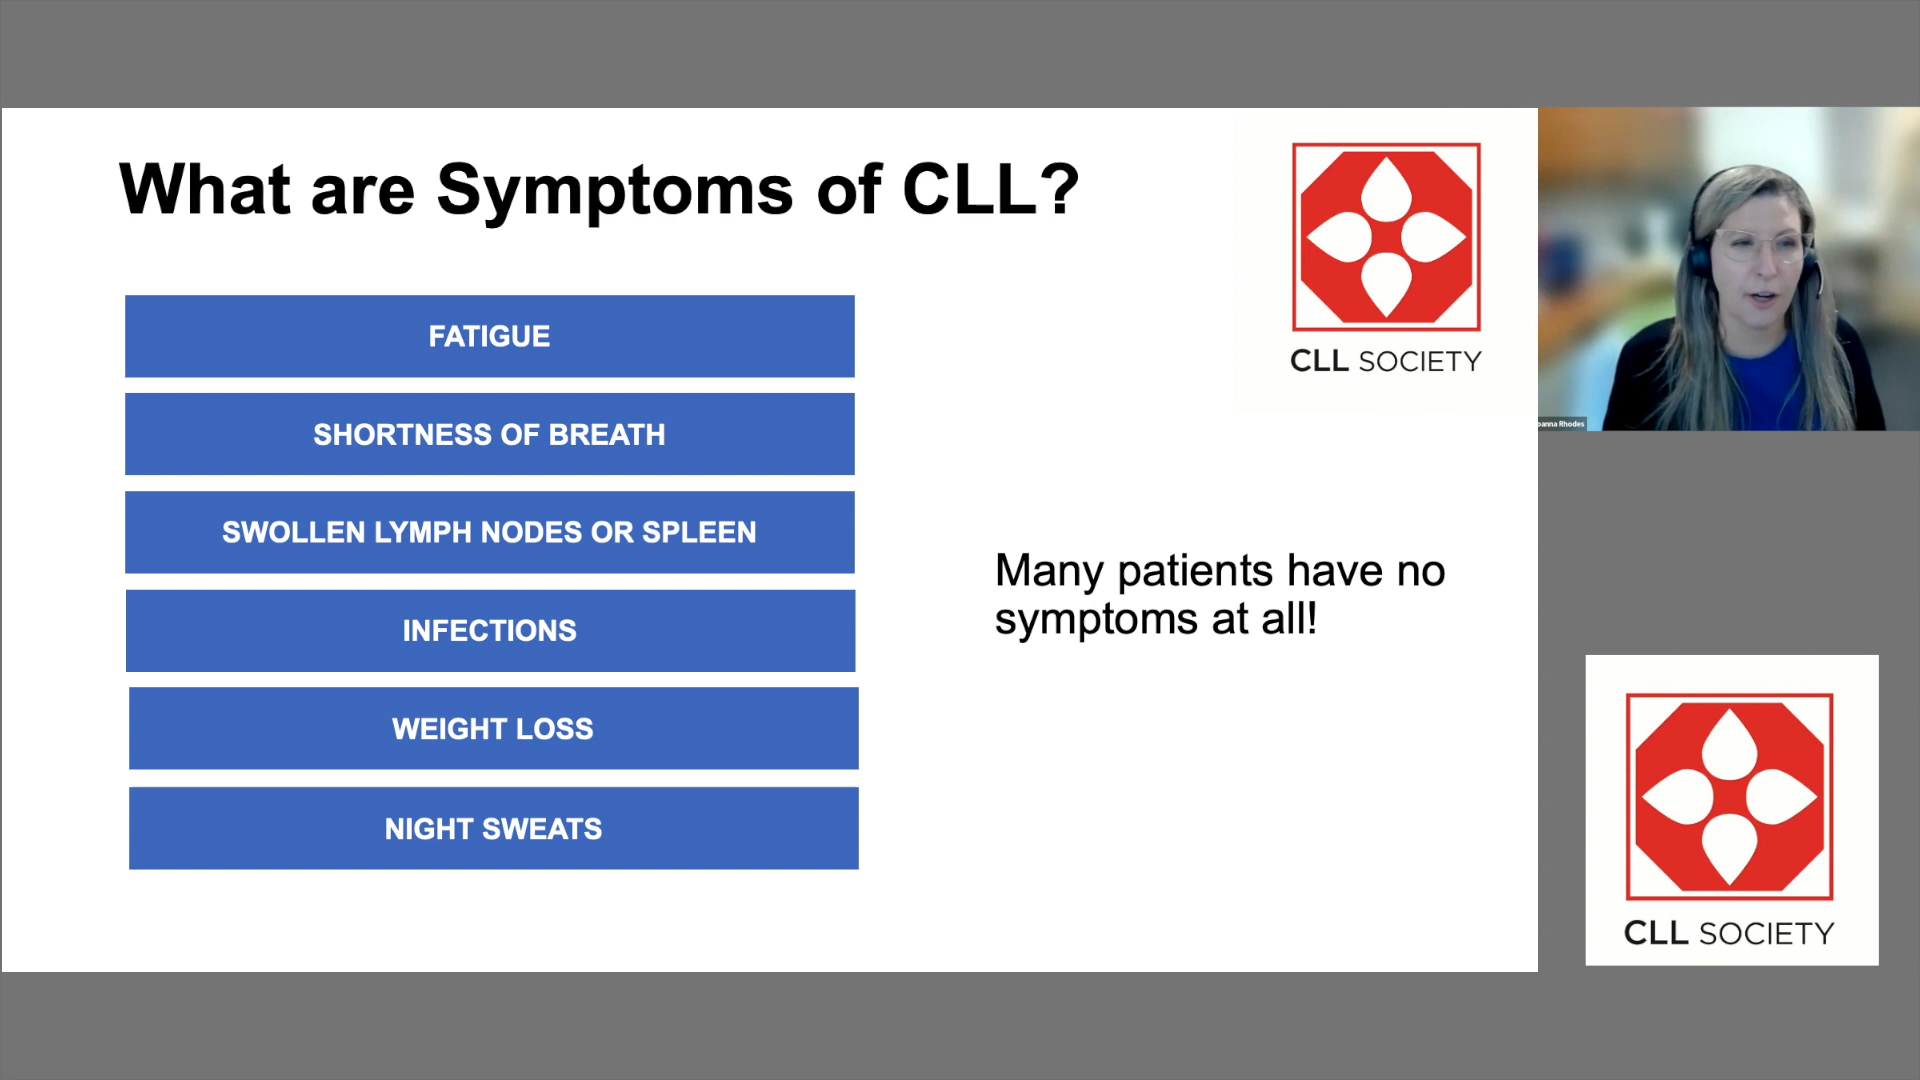 What are Symptoms of CLL?
FATIGUE
SHORTNESS OF BREATH
SWOLLEN LYMPH NODES OR SPLEEN
INFECTIONS
WEIGHT LOSS
NIGHT SWEATS
Many patients have no
symptoms at all!
CLL SOCIETY
Rhodes
CLL SOCIETY